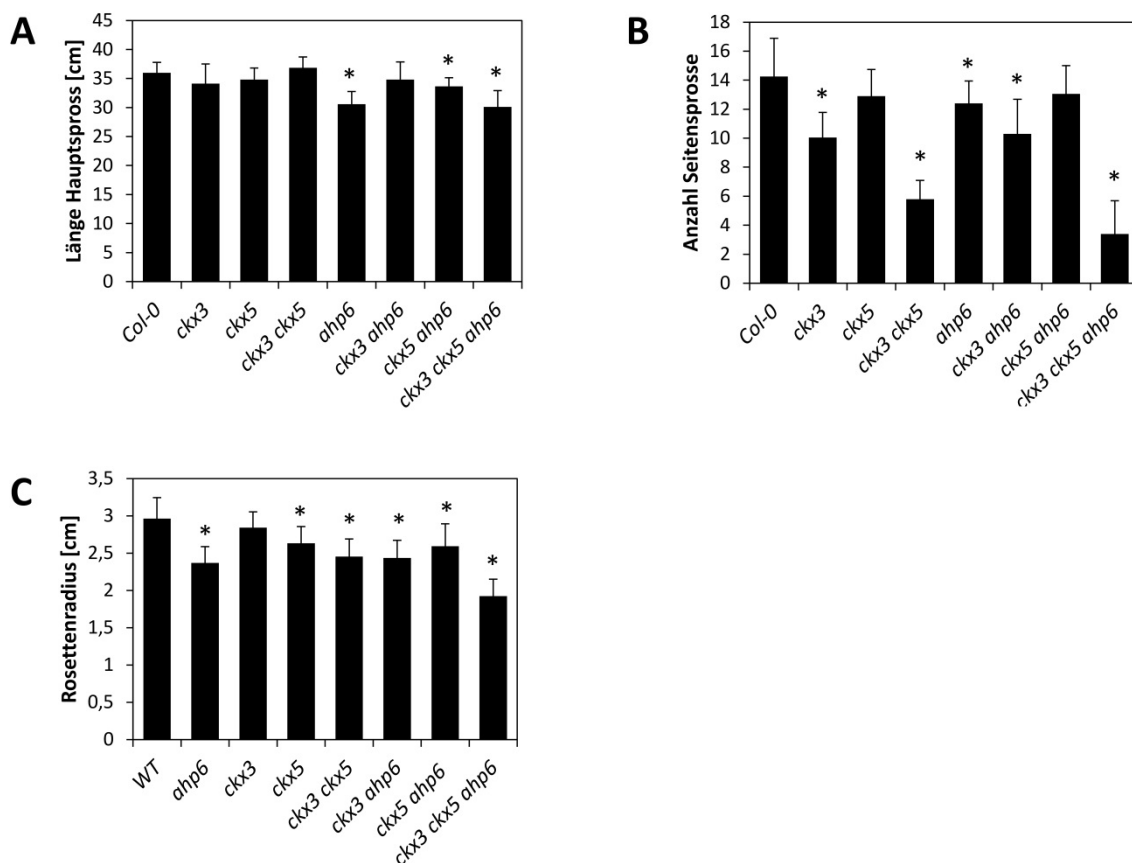 A
Länge Hauptspross [cm]
45
40
35
30
25
20
15
10
5
0
* * *
Col-0
ckx3
ckx5
ckx3 ckx5
ahp6
ckx3 ahp6
ckx5 ahp6
ckx3 ckx5 ahp6
B
Anzahl Seitensprosse
18
16
14
12
10
8
6
4
2
0
* * * * *
Col-0
ckx3
ckx5
ckx3 ckx5
ahp6
ckx3 ahp6
ckx5 ahp6
ckx3 ckx5 ahp6
C
Rosettenradius [cm]
3,5
3
2,5
2
1,5
1
0,5
0
* * * * * *
WT
ahp6
ckx3
ckx5
ckx3 ckx5
ckx3 ahp6
ckx5 ahp6
ckx3 ckx5 ahp6